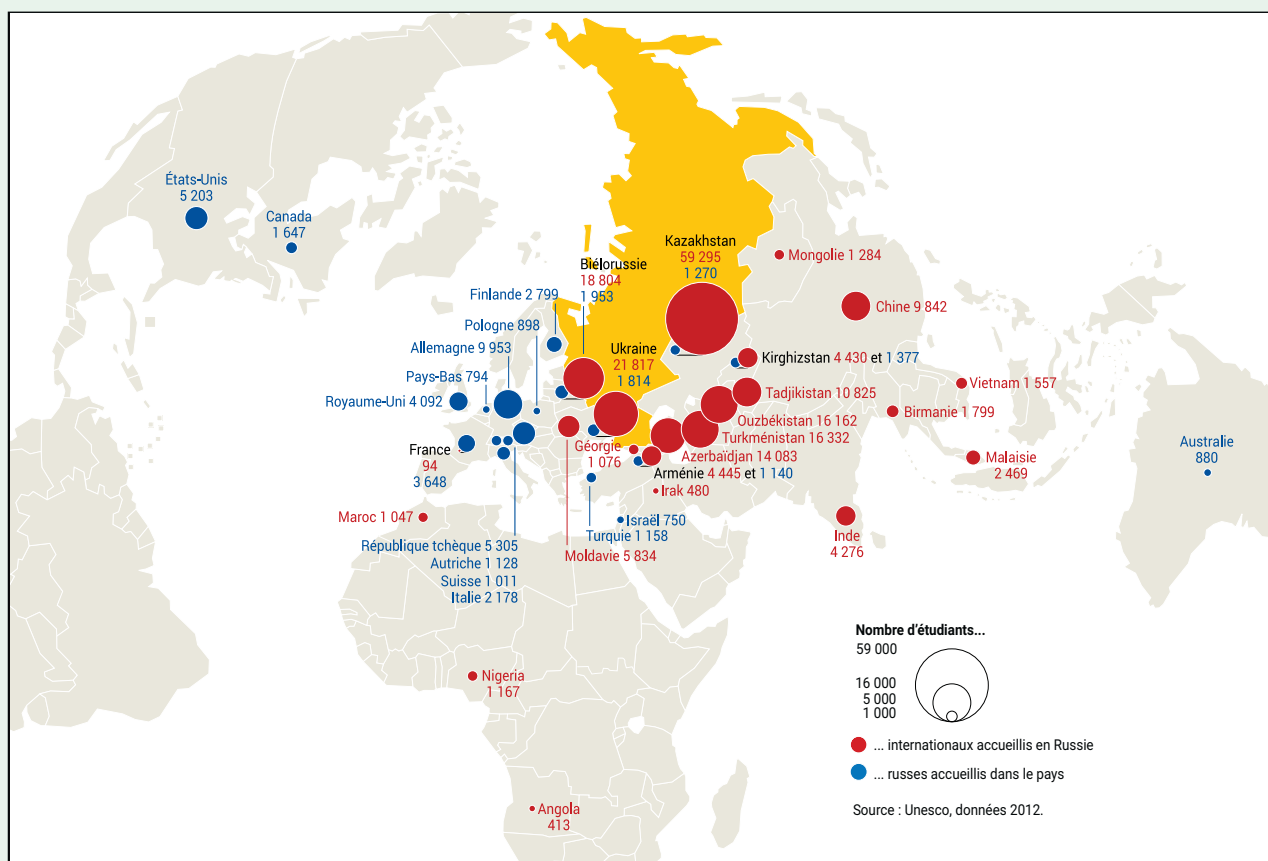 États-Unis
5 203
Canada
1 647
Kazakhstan
59 295
1 270
Mongolie 1 284
Biélorussie
18 804
1 953
Finlande 2 799
Chine 9 842
Pologne 898
Allemagne 9 953
Ukraine
21 817
1 814
Kirghizstan 4 430 et 1 377
Pays-Bas 794
Tadjikistan 10 825
Vietnam 1 557
Royaume-Uni 4 092
Ouzbékistan 16 162
Birmanie 1 799
Turkménistan 16 332
France
94
3 648
Géorgie
1 076
Azerbaïdjan 14 083
Malaisie
2 469
Australie
880
Arménie 4 445 et 1 140
Irak 480
Maroc 1 047
Israël 750
Turquie 1 158
Inde
4 276
République tchèque 5 305
Moldavie 5 834
Autriche 1 128
Suisse 1 011
Italie 2 178
Nombre d'étudiants...
59 000
16 000
5 000
1 000
Nigeria
1 167
... internationaux accueillis en Russie
... russes accueillis dans le pays
Angola
413
Source : Unesco, données 2012.